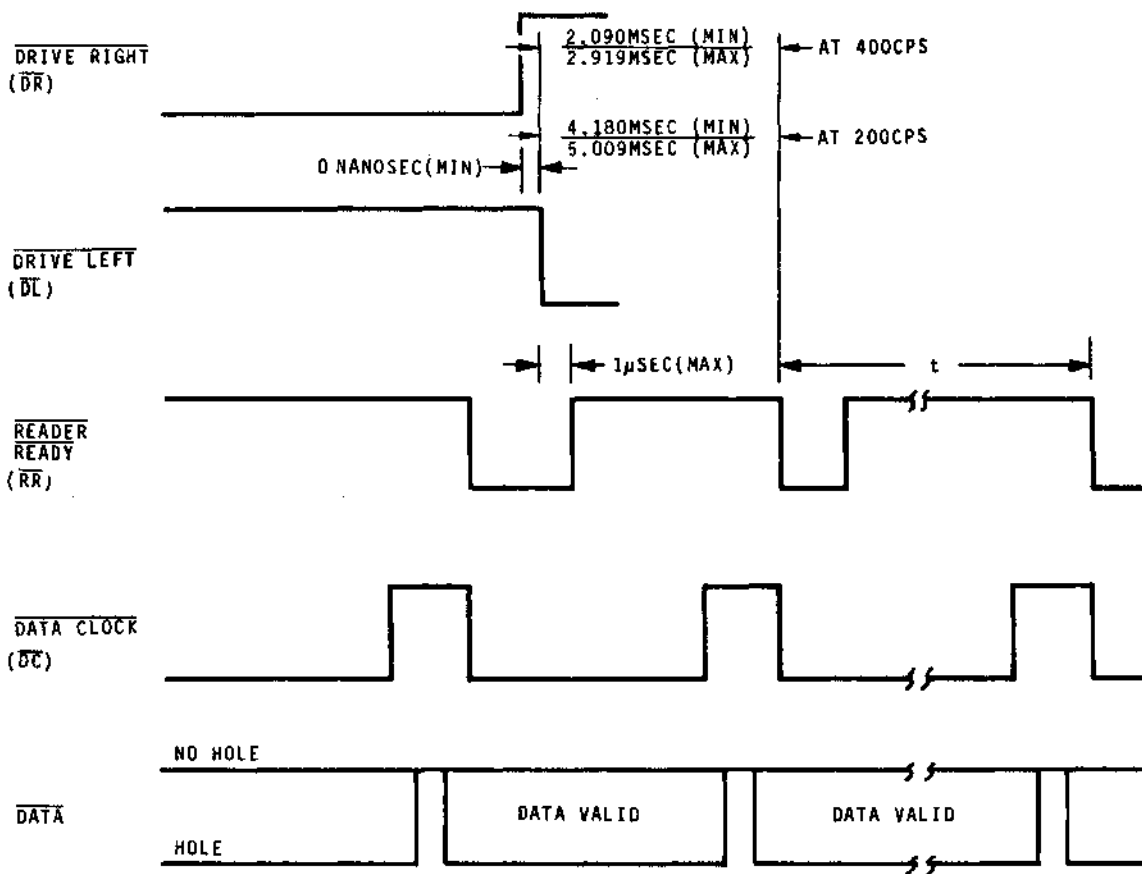 DRIVE RIGHT
(DR)
2.090MSEC (MIN)
2.919MSEC (MAX)
AT 400CPS
4.180MSEC (MIN)
5.009MSEC (MAX)
AT 200CPS
0 NANOSEC(MIN)
DRIVE LEFT
(DL)
1μSEC(MAX)
t
READER
READY
(RR)
DATA CLOCK
(DC)
NO HOLE
DATA
DATA VALID
DATA VALID
HOLE